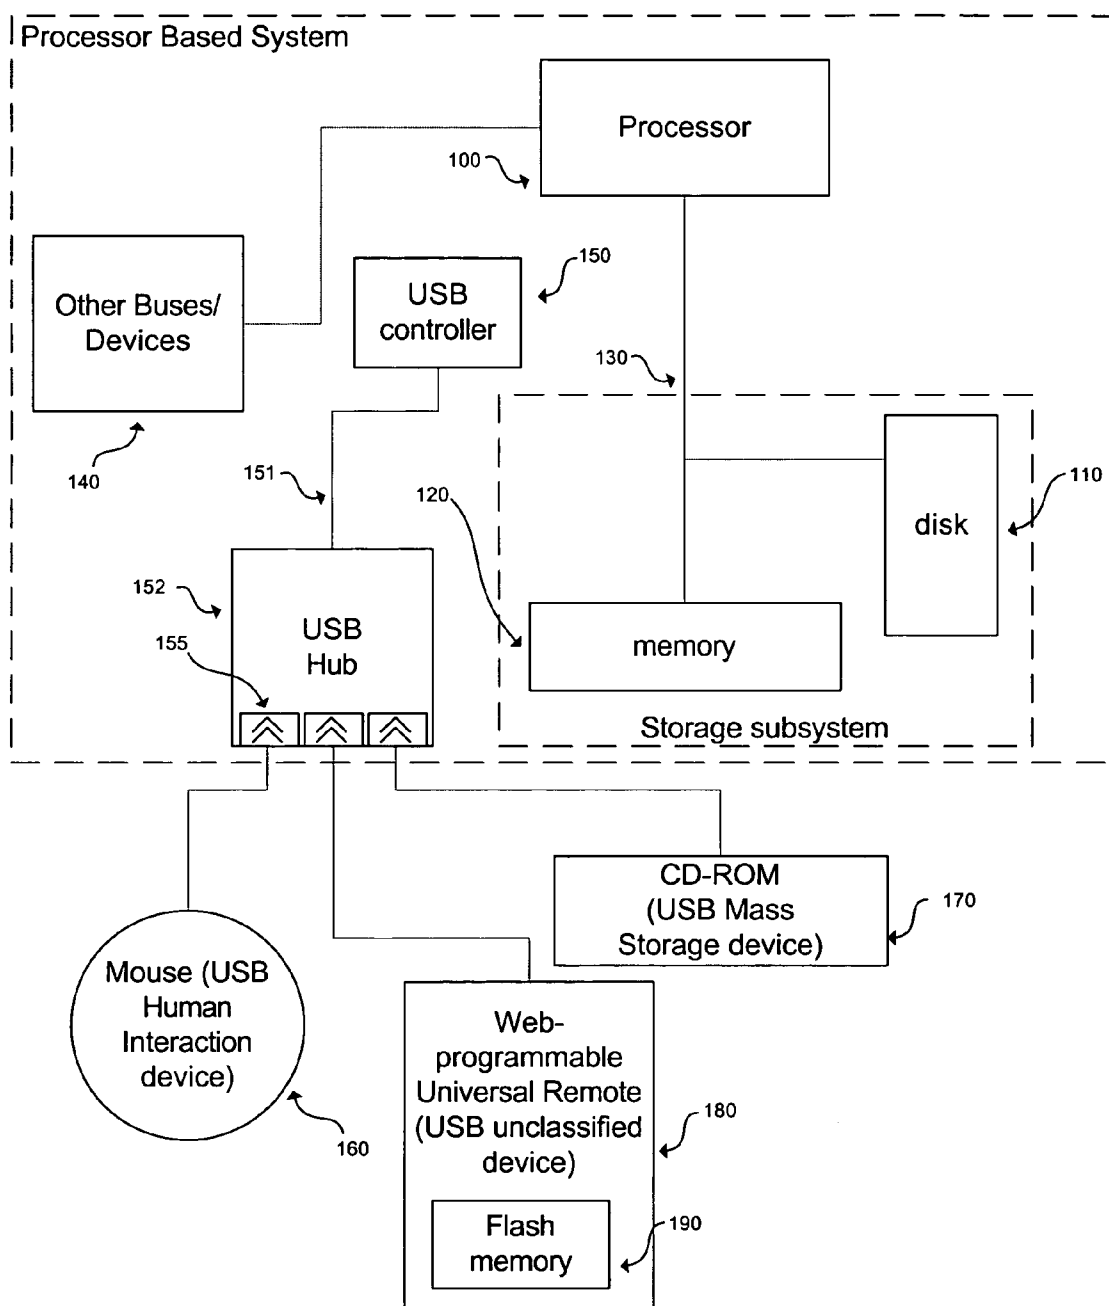 Processor Based System
Processor
100
150
Other Buses/
Devices
USB
controller
130
140
151
120
110
disk
152
USB
Hub
155
memory
Storage subsystem
CD-ROM
(USB Mass
Storage device)
170
Mouse (USB
Human
Interaction
device)
160
Web-
programmable
Universal Remote
(USB unclassified
device)
180
Flash
memory
190